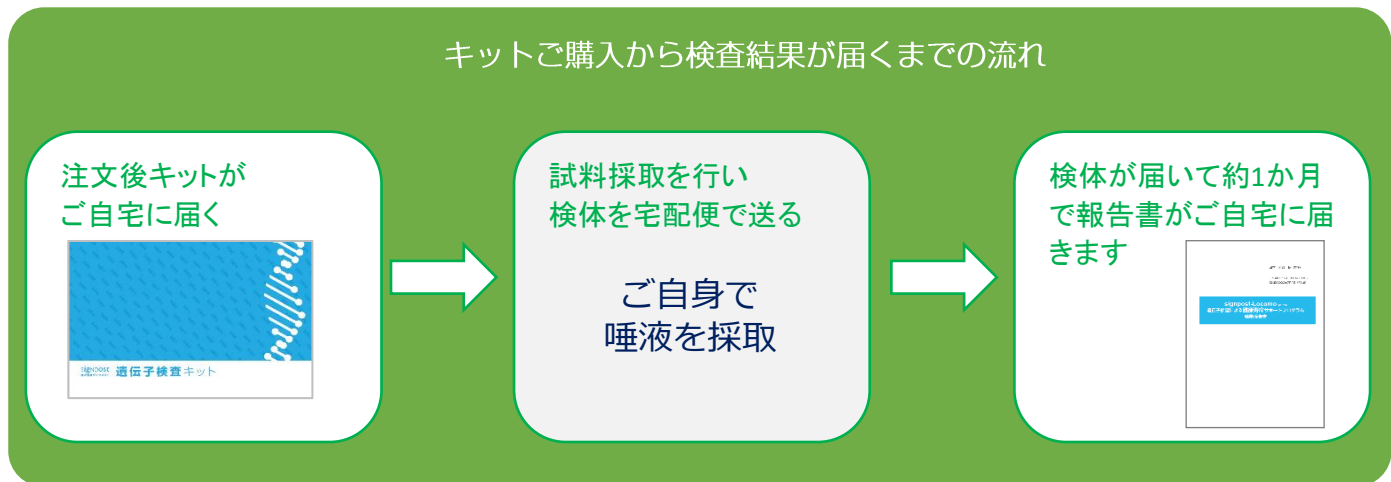 キットご購入から検査結果が届くまでの流れ
注文後キットが
ご自宅に届く
signpost 遺伝子検査キット
試料採取を行い
検体を宅配便で送る
ご自身で
唾液を採取
検体が届いて約1か月
で報告書がご自宅に届
きます
signpost-Locomo